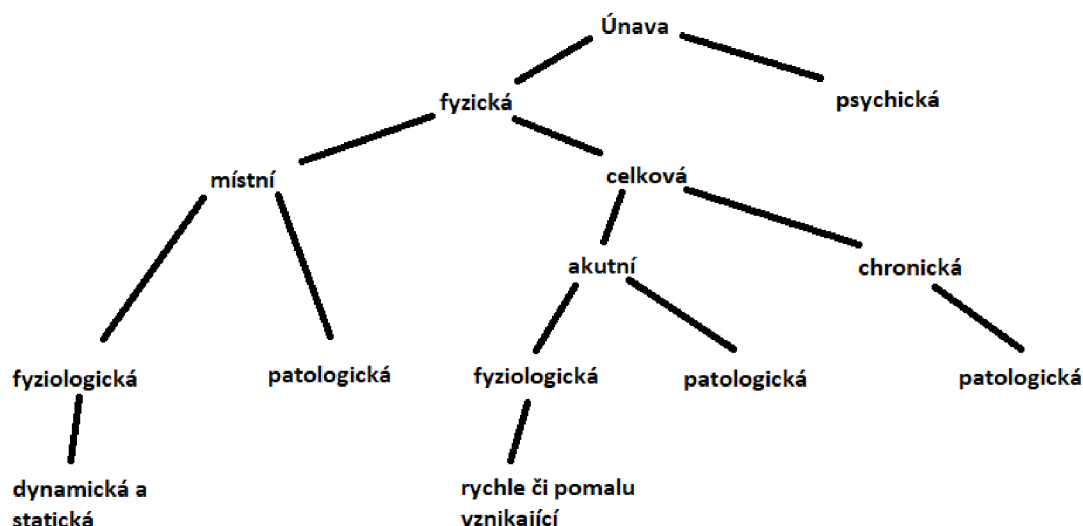 Únava
fyzická
psychická
místní
celková
akutní
chronická
fyziologická
patologická
fyziologická
patologická
patologická
dynamická a
statická
rychle či pomalu
vznikající